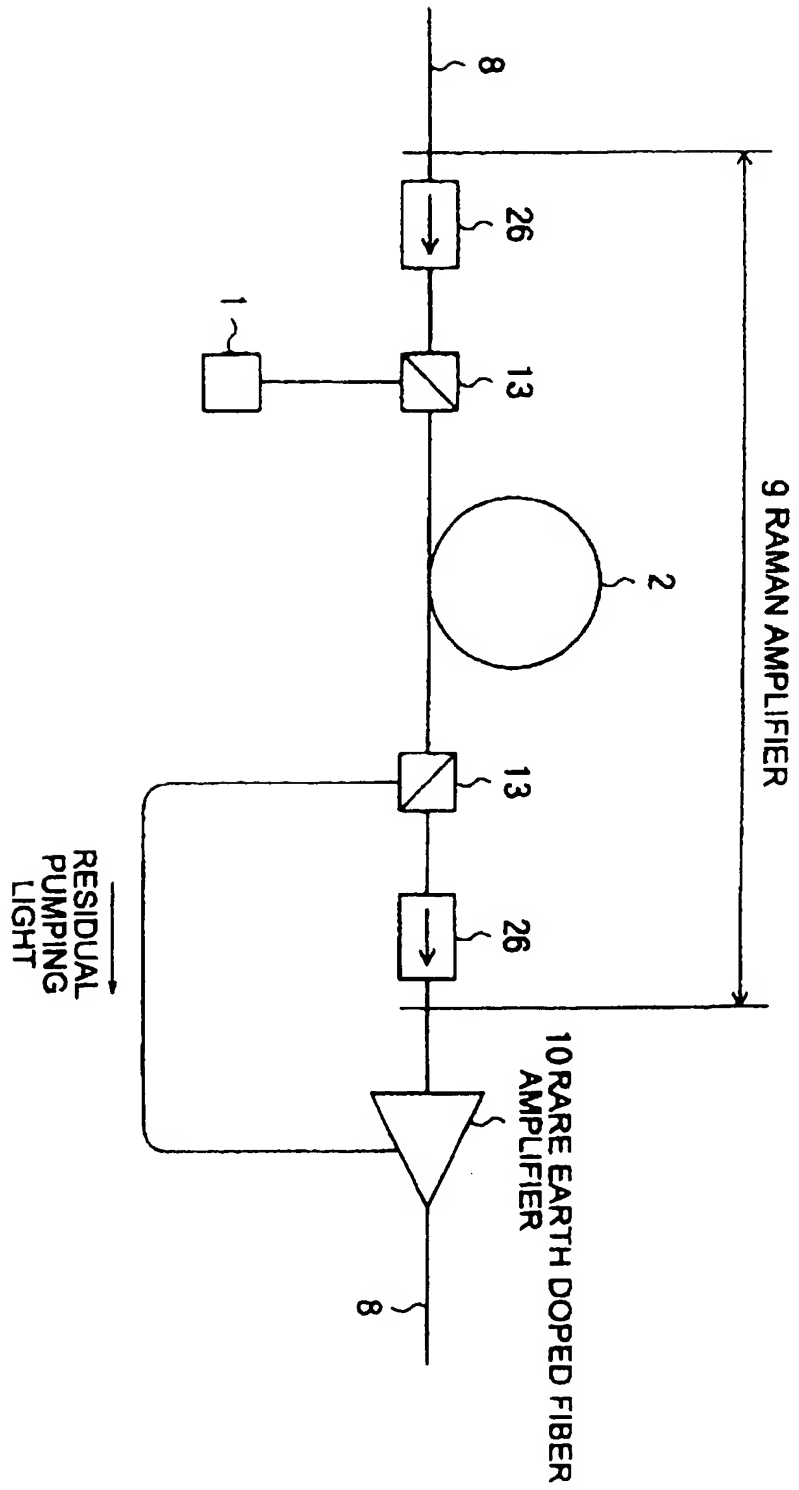 9 RAMAN AMPLIFIER
2
10 RARE EARTH DOPED FIBER
AMPLIFIER
8
26
13
13
26
8
1
RESIDUAL
PUMPING
LIGHT